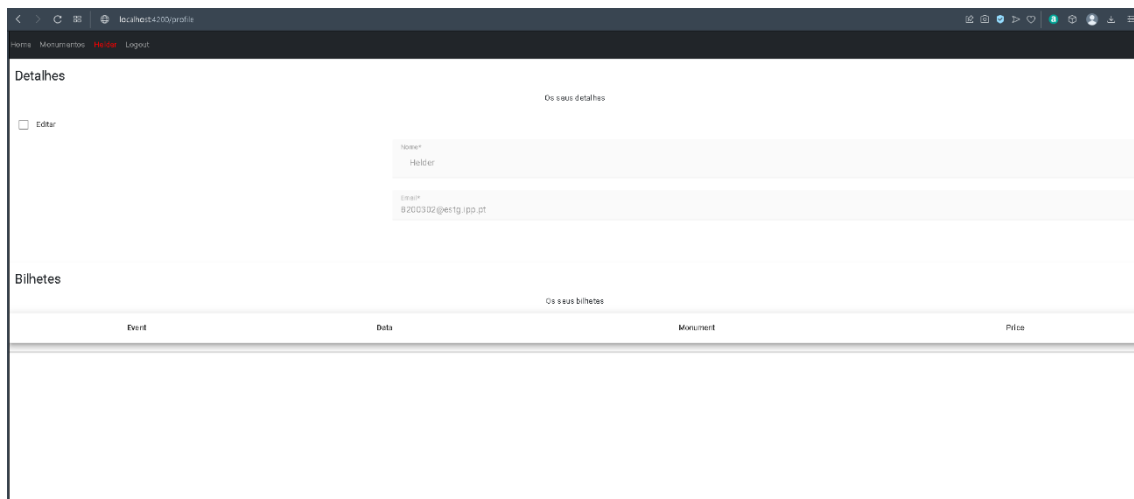 localhost:4200/profile
Home Monumentos Helder Logout
Detalhes
Os seus detalhes
Editar
Nome*
Helder
Email*
8200302@estg.ipp.pt
Bilhetes
Os seus bilhetes
Event Data Monument Price